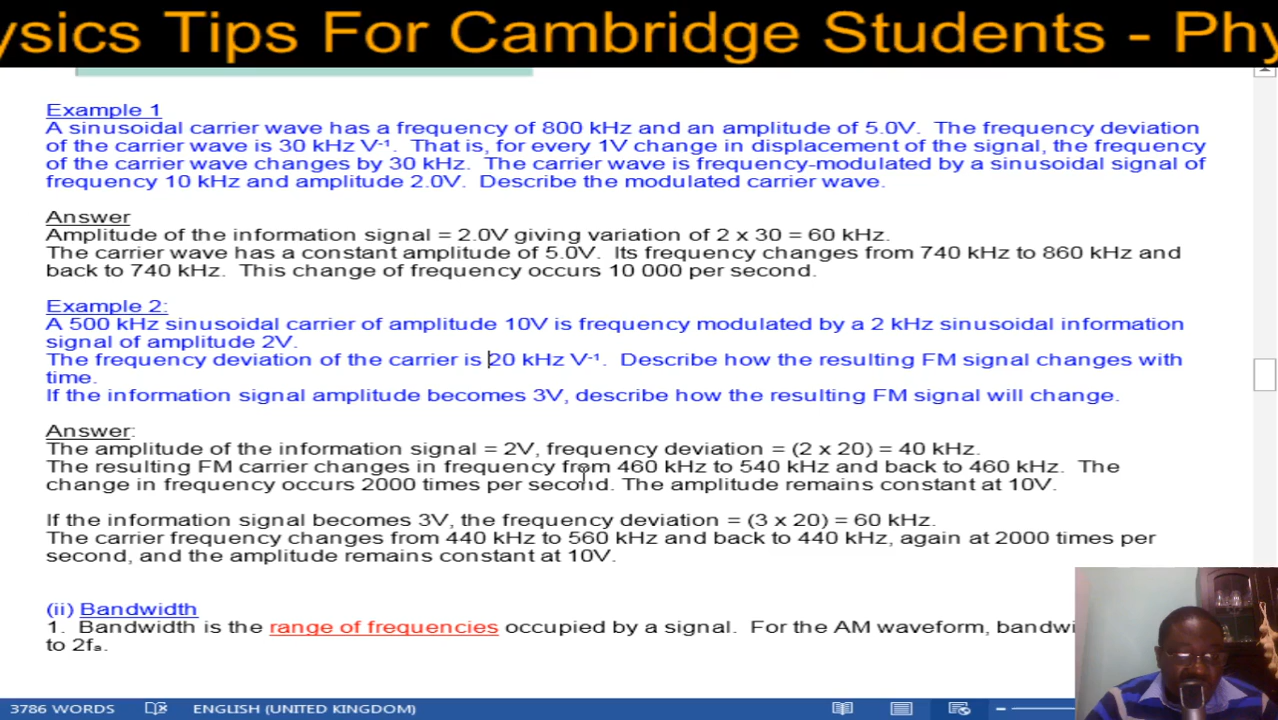 ysics Tips For Cambridge Students - Phy
Example 1
A sinusoidal carrier wave has a frequency of 800 kHz and an amplitude of 5.0V. The frequency deviation
of the carrier wave is 30 kHz V⁻¹. That is, for every 1V change in displacement of the signal, the frequency
of the carrier wave changes by 30 kHz. The carrier wave is frequency-modulated by a sinusoidal signal of
frequency 10 kHz and amplitude 2.0V. Describe the modulated carrier wave.
Answer
Amplitude of the information signal = 2.0V giving variation of 2 x 30 = 60 kHz.
The carrier wave has a constant amplitude of 5.0V. Its frequency changes from 740 kHz to 860 kHz and
back to 740 kHz. This change of frequency occurs 10 000 per second.
Example 2:
A 500 kHz sinusoidal carrier of amplitude 10V is frequency modulated by a 2 kHz sinusoidal information
signal of amplitude 2V.
The frequency deviation of the carrier is 20 kHz V⁻¹. Describe how the resulting FM signal changes with
time.
If the information signal amplitude becomes 3V, describe how the resulting FM signal will change.
Answer:
The amplitude of the information signal = 2V, frequency deviation = (2 x 20) = 40 kHz.
The resulting FM carrier changes in frequency from 460 kHz to 540 kHz and back to 460 kHz. The
change in frequency occurs 2000 times per second. The amplitude remains constant at 10V.
If the information signal becomes 3V, the frequency deviation = (3 x 20) = 60 kHz.
The carrier frequency changes from 440 kHz to 560 kHz and back to 440 kHz, again at 2000 times per
second, and the amplitude remains constant at 10V.
(ii) Bandwidth
1. Bandwidth is the range of frequencies occupied by a signal. For the AM waveform, bandwi
to 2fₐ.
3786 WORDS ENGLISH (UNITED KINGDOM)